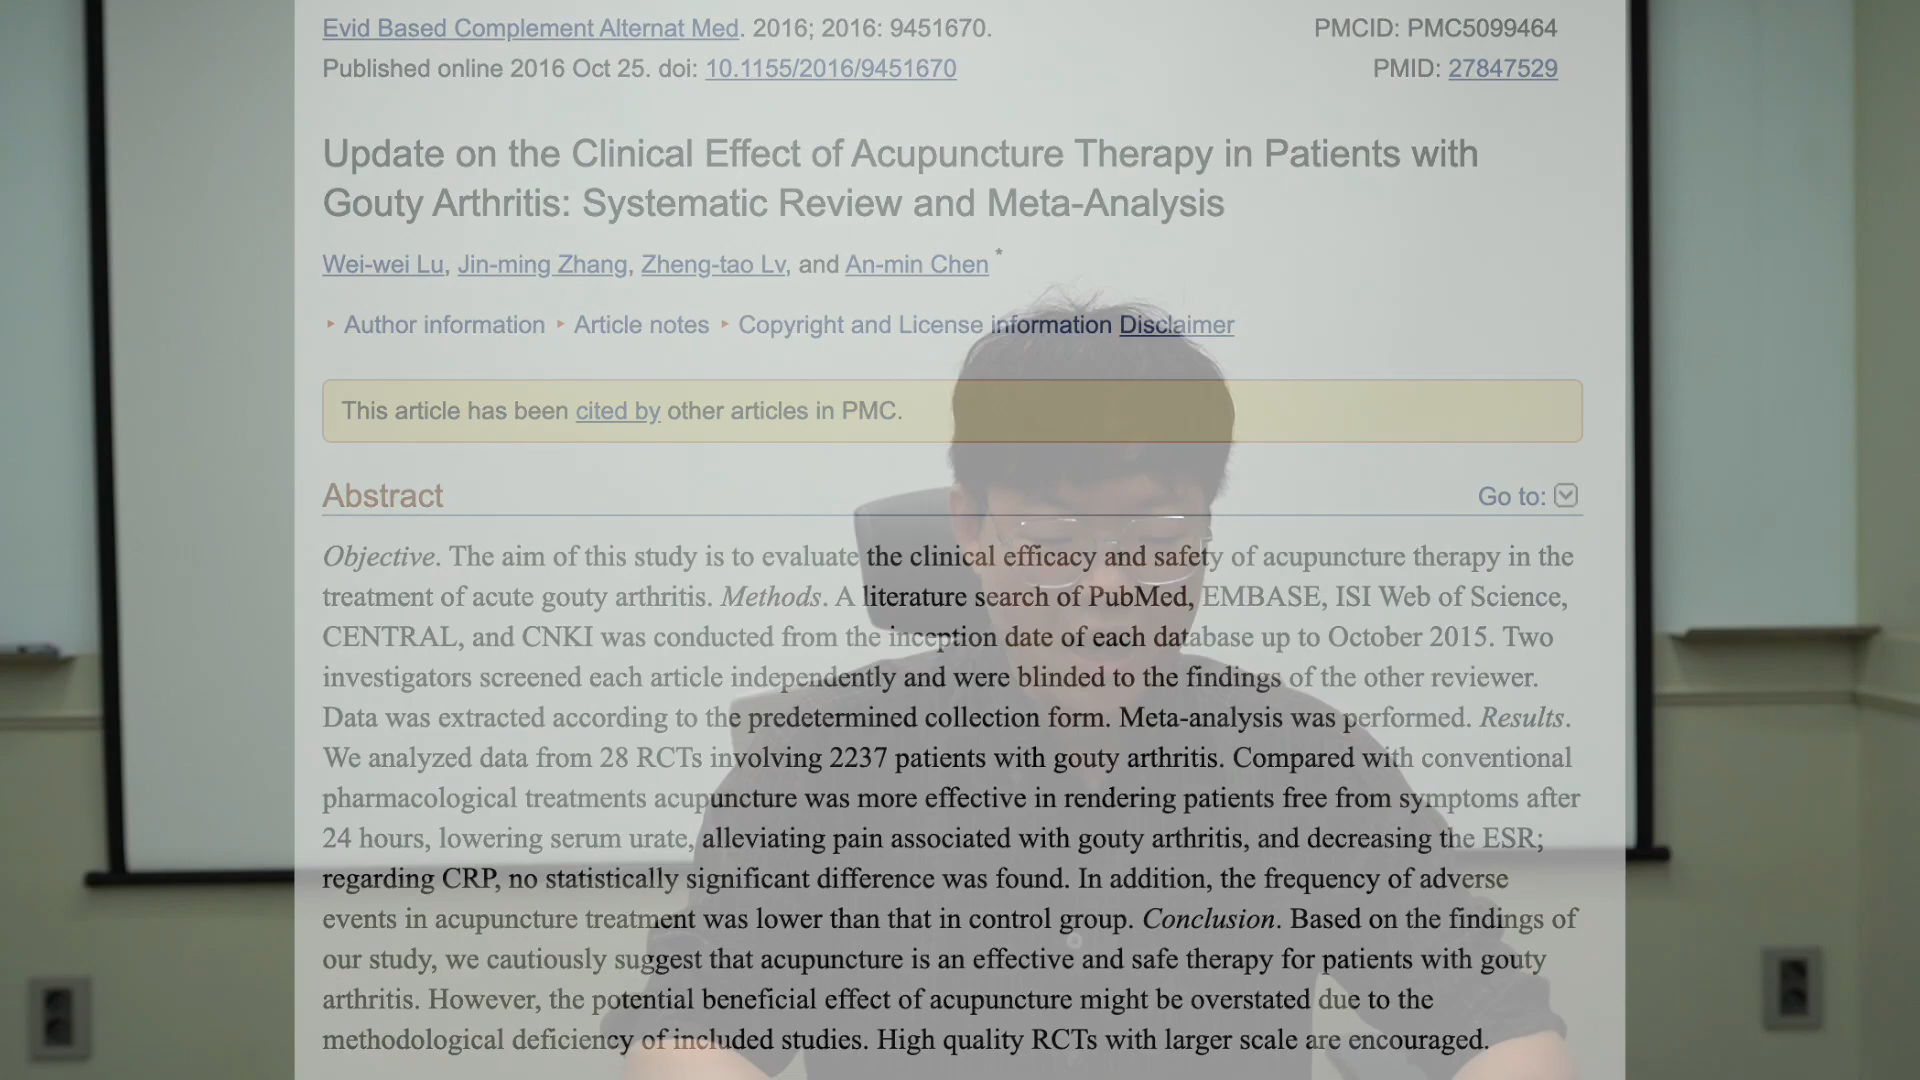 Evid Based Complement Alternat Med. 2016; 2016: 9451670. PMCID: PMC5099464
Published online 2016 Oct 25. doi: 10.1155/2016/9451670 PMID: 27847529
Update on the Clinical Effect of Acupuncture Therapy in Patients with
Gouty Arthritis: Systematic Review and Meta-Analysis
Wei-wei Lu, Jin-ming Zhang, Zheng-tao Lv, and An-min Chen *
‣ Author information ‣ Article notes ‣ Copyright and License information Disclaimer
This article has been cited by other articles in PMC.
Abstract Go to:
Objective. The aim of this study is to evaluate the clinical efficacy and safety of acupuncture therapy in the
treatment of acute gouty arthritis. Methods. A literature search of PubMed, EMBASE, ISI Web of Science,
CENTRAL, and CNKI was conducted from the inception date of each database up to October 2015. Two
investigators screened each article independently and were blinded to the findings of the other reviewer.
Data was extracted according to the predetermined collection form. Meta-analysis was performed. Results.
We analyzed data from 28 RCTs involving 2237 patients with gouty arthritis. Compared with conventional
pharmacological treatments acupuncture was more effective in rendering patients free from symptoms after
24 hours, lowering serum urate, alleviating pain associated with gouty arthritis, and decreasing the ESR;
regarding CRP, no statistically significant difference was found. In addition, the frequency of adverse
events in acupuncture treatment was lower than that in control group. Conclusion. Based on the findings of
our study, we cautiously suggest that acupuncture is an effective and safe therapy for patients with gouty
arthritis. However, the potential beneficial effect of acupuncture might be overstated due to the
methodological deficiency of included studies. High quality RCTs with larger scale are encouraged.